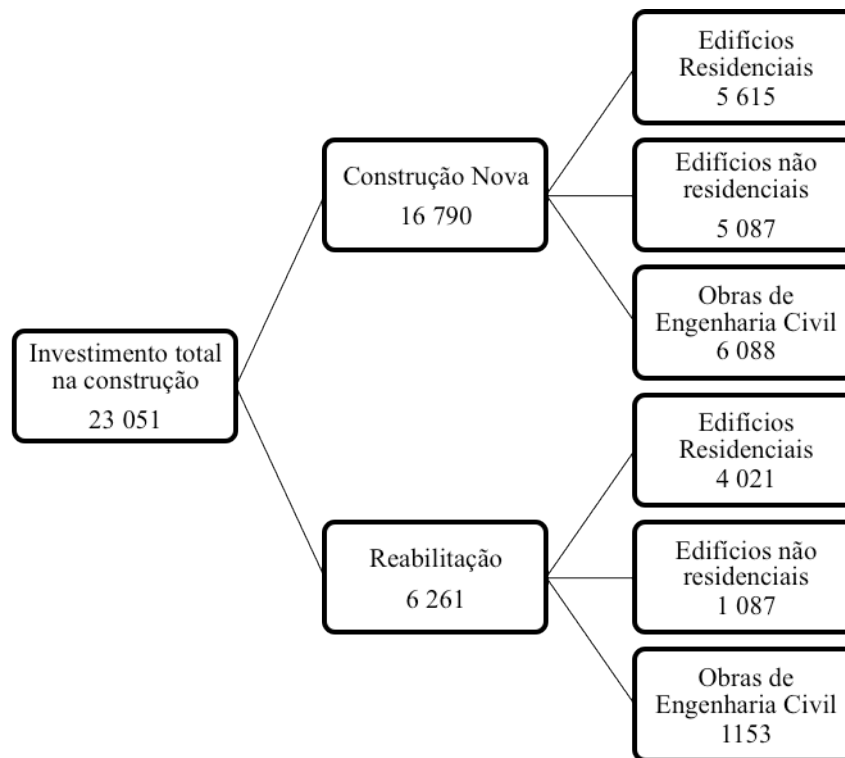 Edifícios
Residenciais
5 615
Construção Nova
16 790
Edifícios não
residenciais
5 087
Obras de
Engenharia Civil
6 088
Investimento total
na construção
23 051
Edifícios
Residenciais
4 021
Reabilitação
6 261
Edifícios não
residenciais
1 087
Obras de
Engenharia Civil
1153